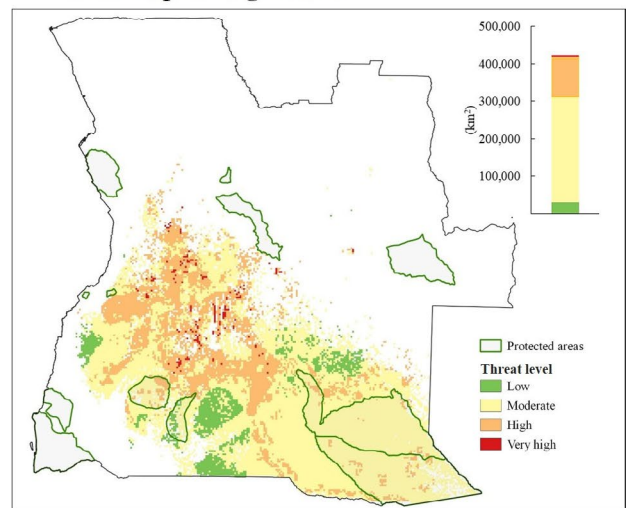 500,000
400,000
300,000
200,000
100,000
(km²)
Protected areas
Threat level
Low
Moderate
High
Very high